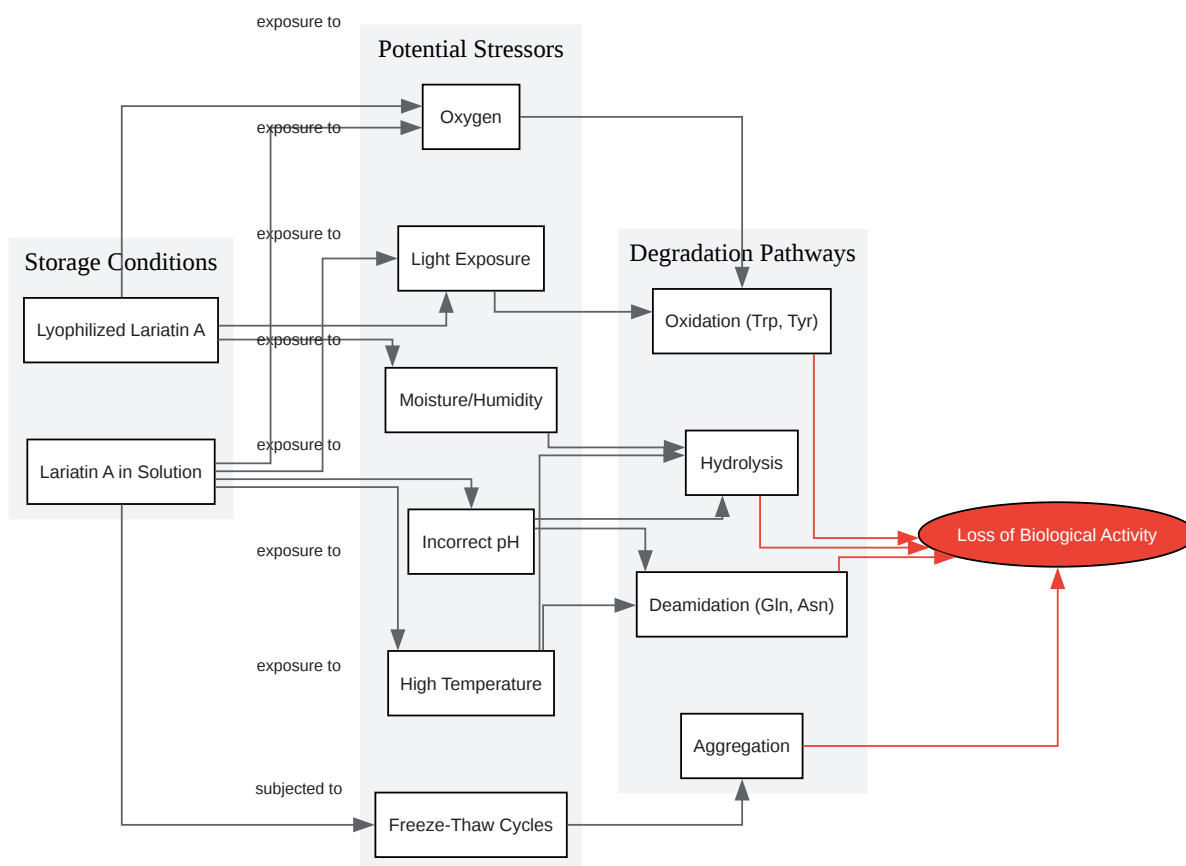 exposure to
Potential Stressors
Oxygen
exposure to
exposure to
Storage Conditions
Light Exposure
Degradation Pathways
Lyophilized Lariatin A
Oxidation (Trp, Tyr)
exposure to
Moisture/Humidity
exposure to
Lariatin A in Solution
Hydrolysis
Incorrect pH
Loss of Biological Activity
exposure to
Deamidation (Gln, Asn)
exposure to
High Temperature
Aggregation
subjected to
Freeze-Thaw Cycles